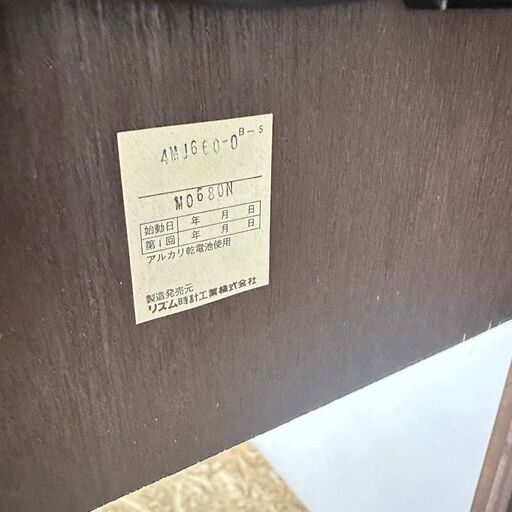 B-5
4MJ660-0
M0680N
始動日 年 月 日
第1回 年 月 日
アルカリ乾電池使用
製造発売元
リズム時計工業株式会社